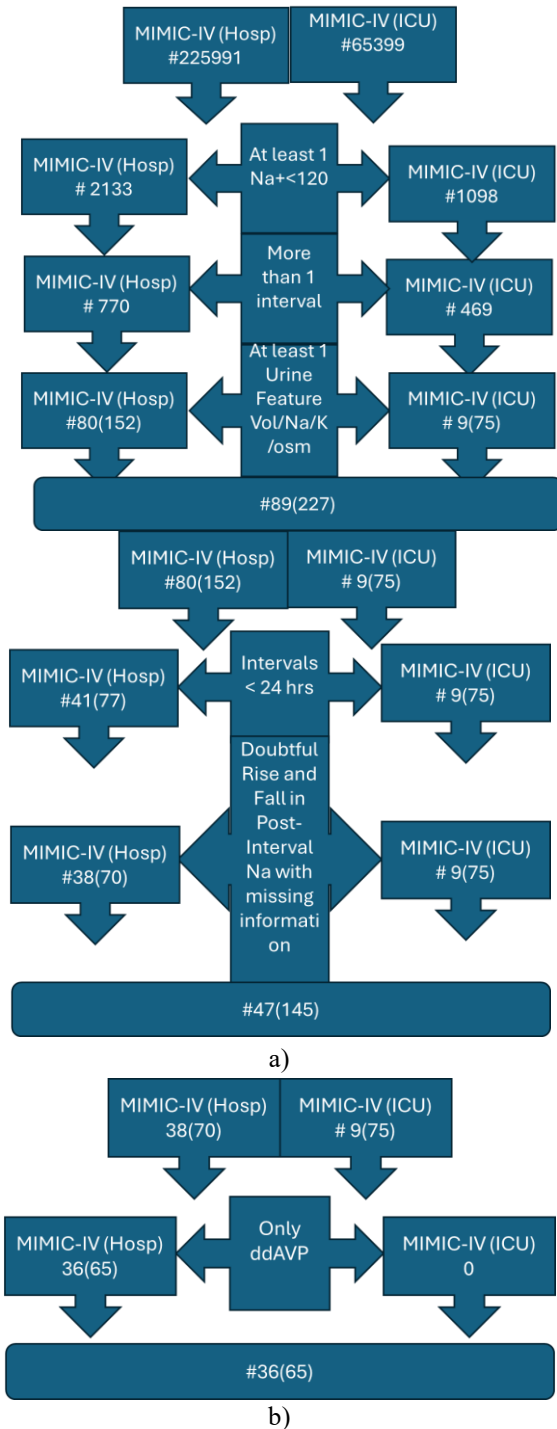 MIMIC-IV (Hosp)
#225991
MIMIC-IV (ICU)
#65399
MIMIC-IV (Hosp)
# 2133
At least 1
Na+<120
MIMIC-IV (ICU)
#1098
MIMIC-IV (Hosp)
# 770
More
than 1
interval
MIMIC-IV (ICU)
# 469
MIMIC-IV (Hosp)
#80(152)
At least 1
Urine
Feature
Vol/Na/K
/osm
MIMIC-IV (ICU)
# 9(75)
#89(227)
MIMIC-IV (Hosp)
#80(152)
MIMIC-IV (ICU)
# 9(75)
MIMIC-IV (Hosp)
#41(77)
Intervals
< 24 hrs
MIMIC-IV (ICU)
# 9(75)
MIMIC-IV (Hosp)
#38(70)
Doubtful
Rise and
Fall in
Post-
Interval
Na with
missing
informati
on
MIMIC-IV (ICU)
# 9(75)
#47(145)
a)
MIMIC-IV (Hosp)
38(70)
MIMIC-IV (ICU)
# 9(75)
MIMIC-IV (Hosp)
36(65)
Only
ddAVP
MIMIC-IV (ICU)
0
#36(65)
b)